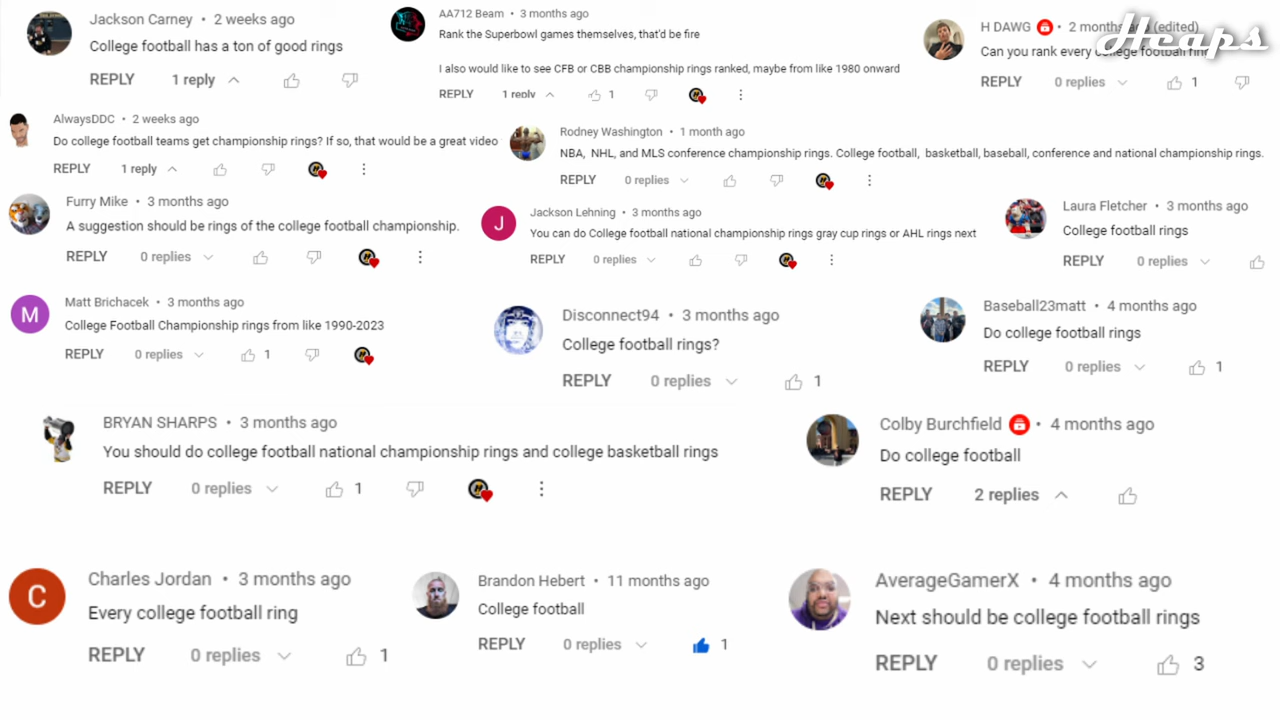 Jackson Carney • 2 weeks ago
College football has a ton of good rings
REPLY 1 reply
AA712 Beam • 3 months ago
Rank the Superbowl games themselves, that'd be fire
I also would like to see CFB or CBB championship rings ranked, maybe from like 1980 onward
REPLY 1 reply 1
Heaps
H DAWG • 2 months ago (edited)
Can you rank every college football ring
REPLY 0 replies 1
AlwaysDDC • 2 weeks ago
Do college football teams get championship rings? If so, that would be a great video
REPLY 1 reply
Rodney Washington • 1 month ago
NBA, NHL, and MLS conference championship rings. College football, basketball, baseball, conference and national championship rings.
REPLY 0 replies
Furry Mike • 3 months ago
A suggestion should be rings of the college football championship.
REPLY 0 replies
J
Jackson Lehning • 3 months ago
You can do College football national championship rings gray cup rings or AHL rings next
REPLY 0 replies
Laura Fletcher • 3 months ago
College football rings
REPLY 0 replies
M
Matt Brichacek • 3 months ago
College Football Championship rings from like 1990-2023
REPLY 0 replies 1
Disconnect94 • 3 months ago
College football rings?
REPLY 0 replies 1
Baseball23matt • 4 months ago
Do college football rings
REPLY 0 replies 1
BRYAN SHARPS • 3 months ago
You should do college football national championship rings and college basketball rings
REPLY 0 replies 1
Colby Burchfield • 4 months ago
Do college football
REPLY 2 replies
C
Charles Jordan • 3 months ago
Every college football ring
REPLY 0 replies 1
Brandon Hebert • 11 months ago
College football
REPLY 0 replies 1
AverageGamerX • 4 months ago
Next should be college football rings
REPLY 0 replies 3